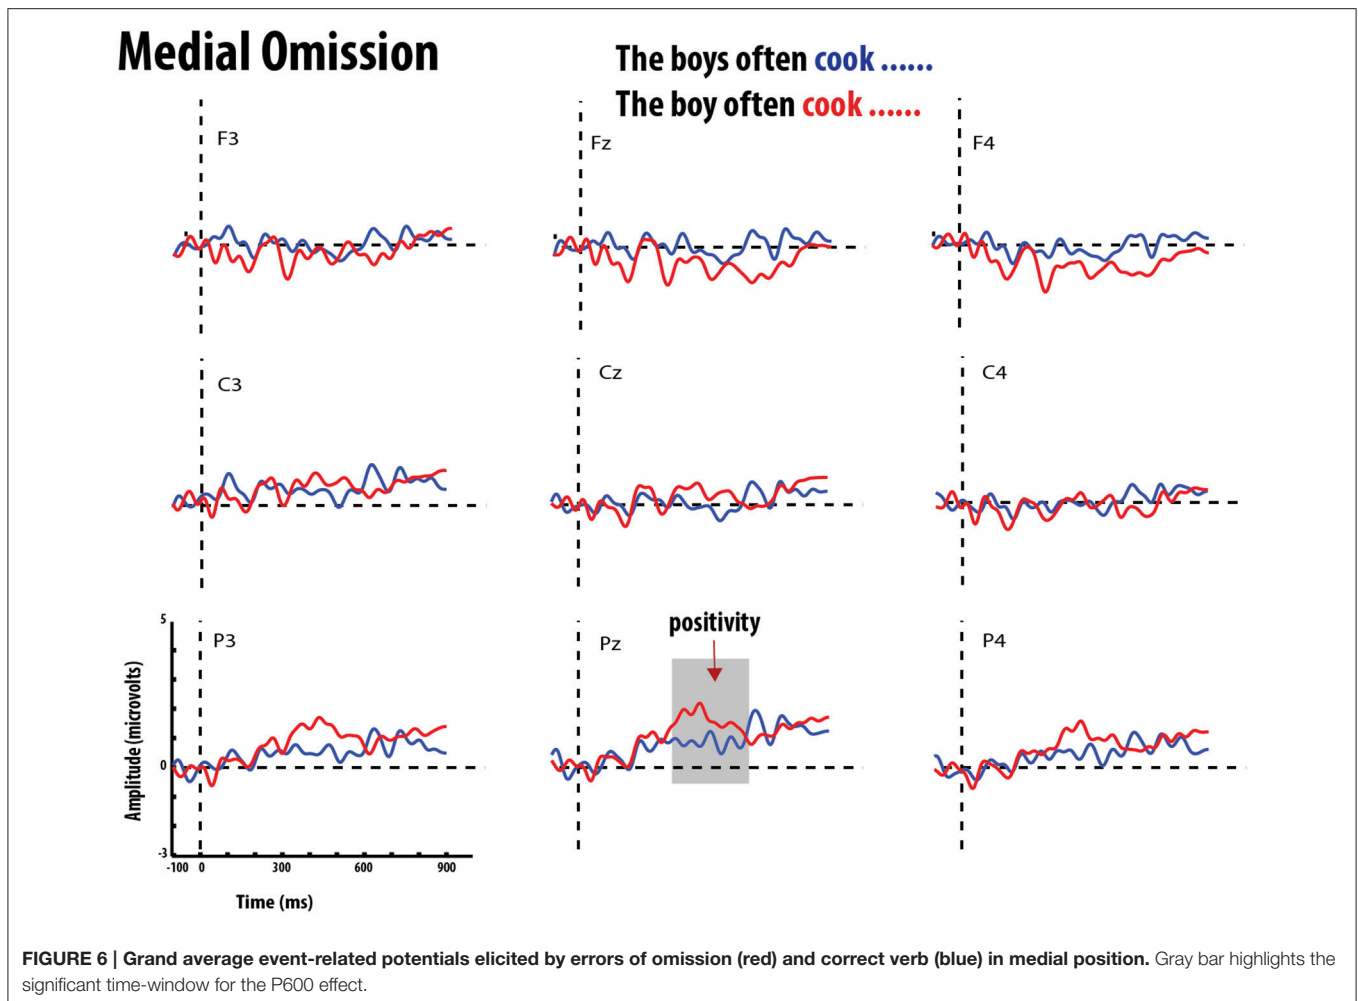 Medial Omission
The boys often cook ......
The boy often cook ......
F3
Fz
F4
C3
Cz
C4
positivity
P3
Pz
P4
Amplitude (microvolts)
5
0
-3
-100 0 300 600 900
Time (ms)
FIGURE 6 | Grand average event-related potentials elicited by errors of omission (red) and correct verb (blue) in medial position. Gray bar highlights the
significant time-window for the P600 effect.